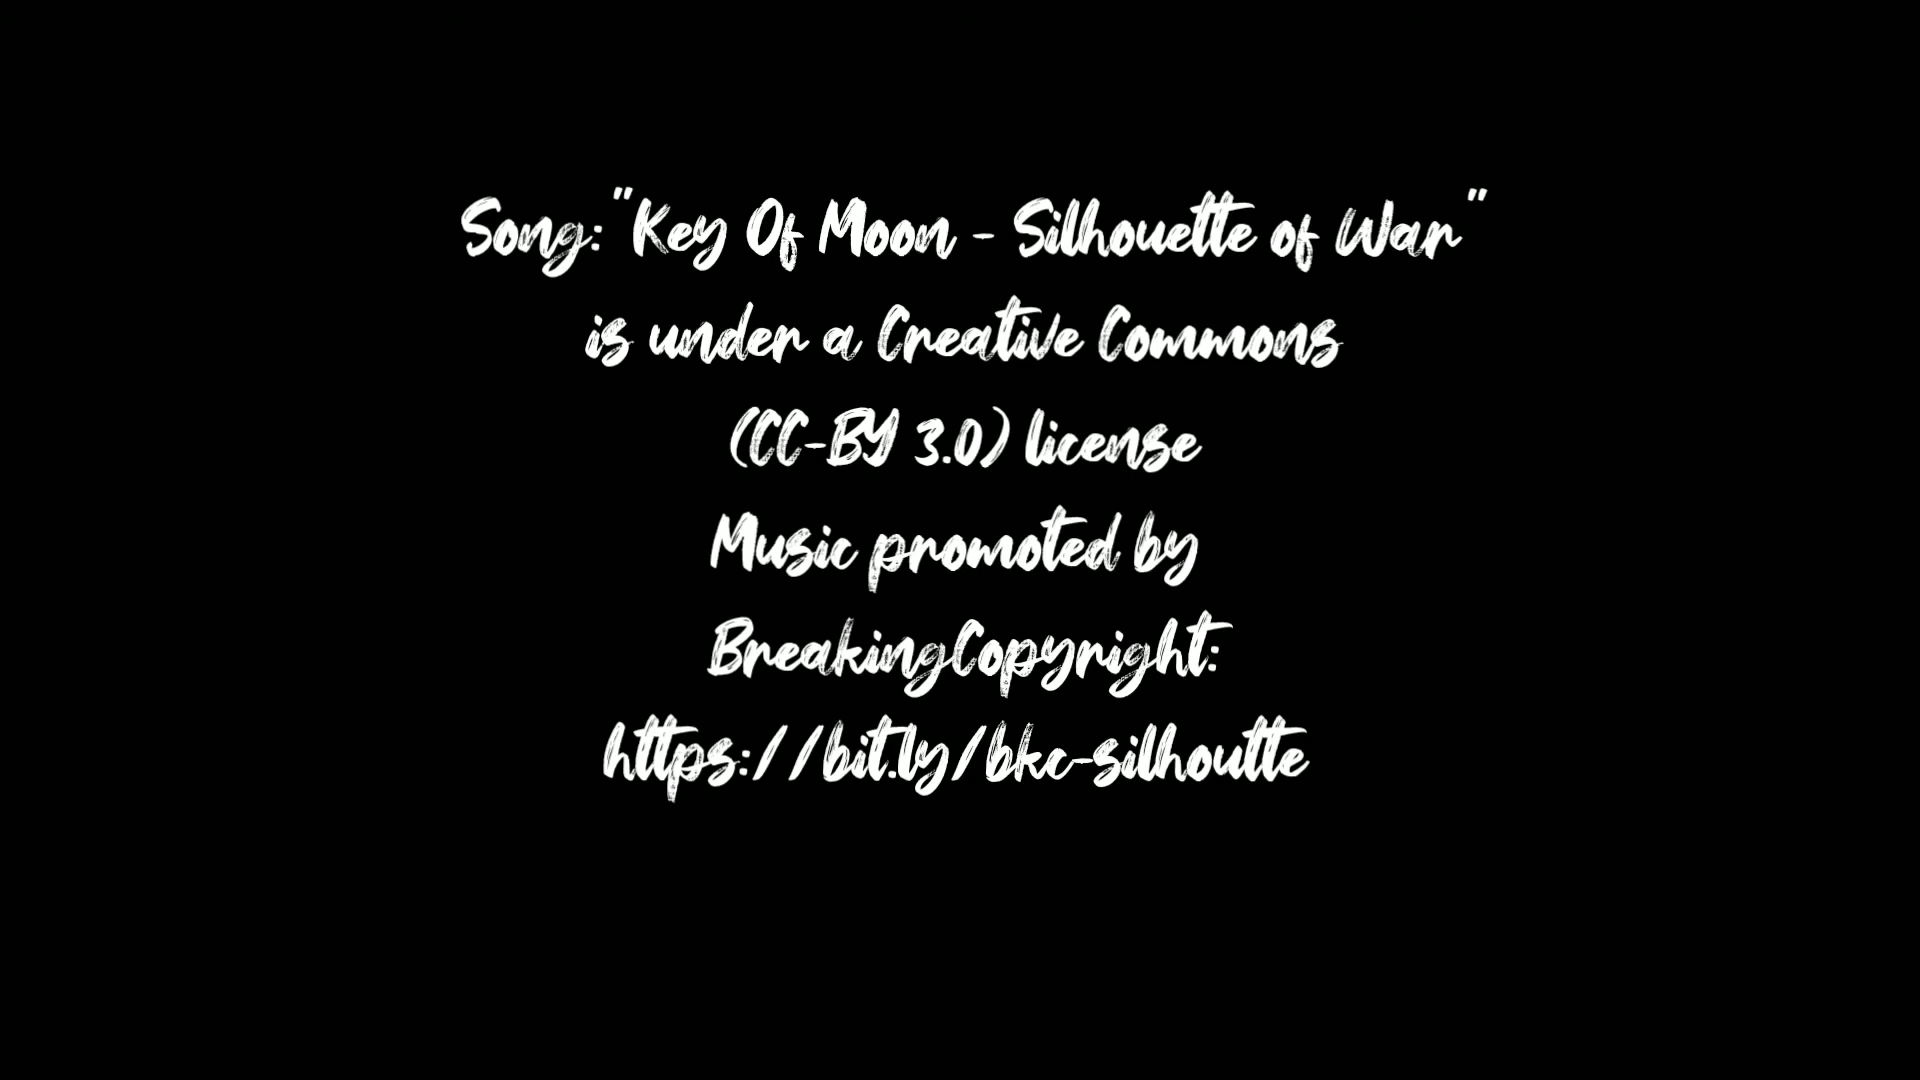 Song: "Key Of Moon - Silhouette of War"
is under a Creative Commons
(CC-BY 3.0) license
Music promoted by
BreakingCopyright:
https://bit.ly/bkc-silhoutte